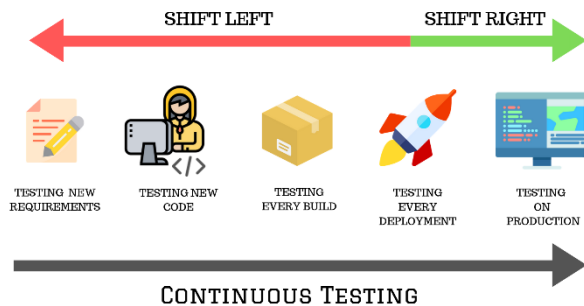 SHIFT LEFT
SHIFT RIGHT
TESTING NEW
REQUIREMENTS
TESTING NEW
CODE
TESTING
EVERY BUILD
TESTING
EVERY
DEPLOYMENT
TESTING
ON
PRODUCTION
CONTINUOUS TESTING